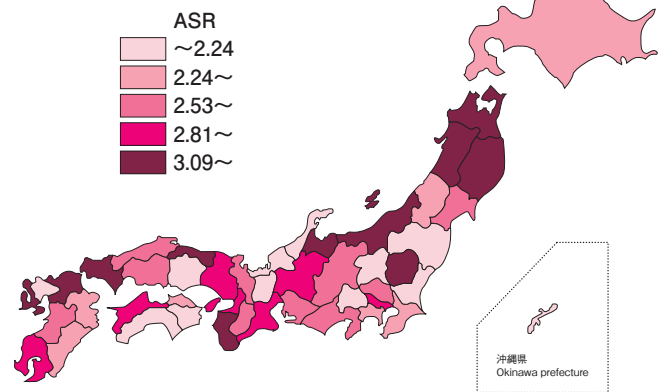 ASR
～2.24
2.24～
2.53～
2.81～
3.09～
沖縄県
Okinawa prefecture